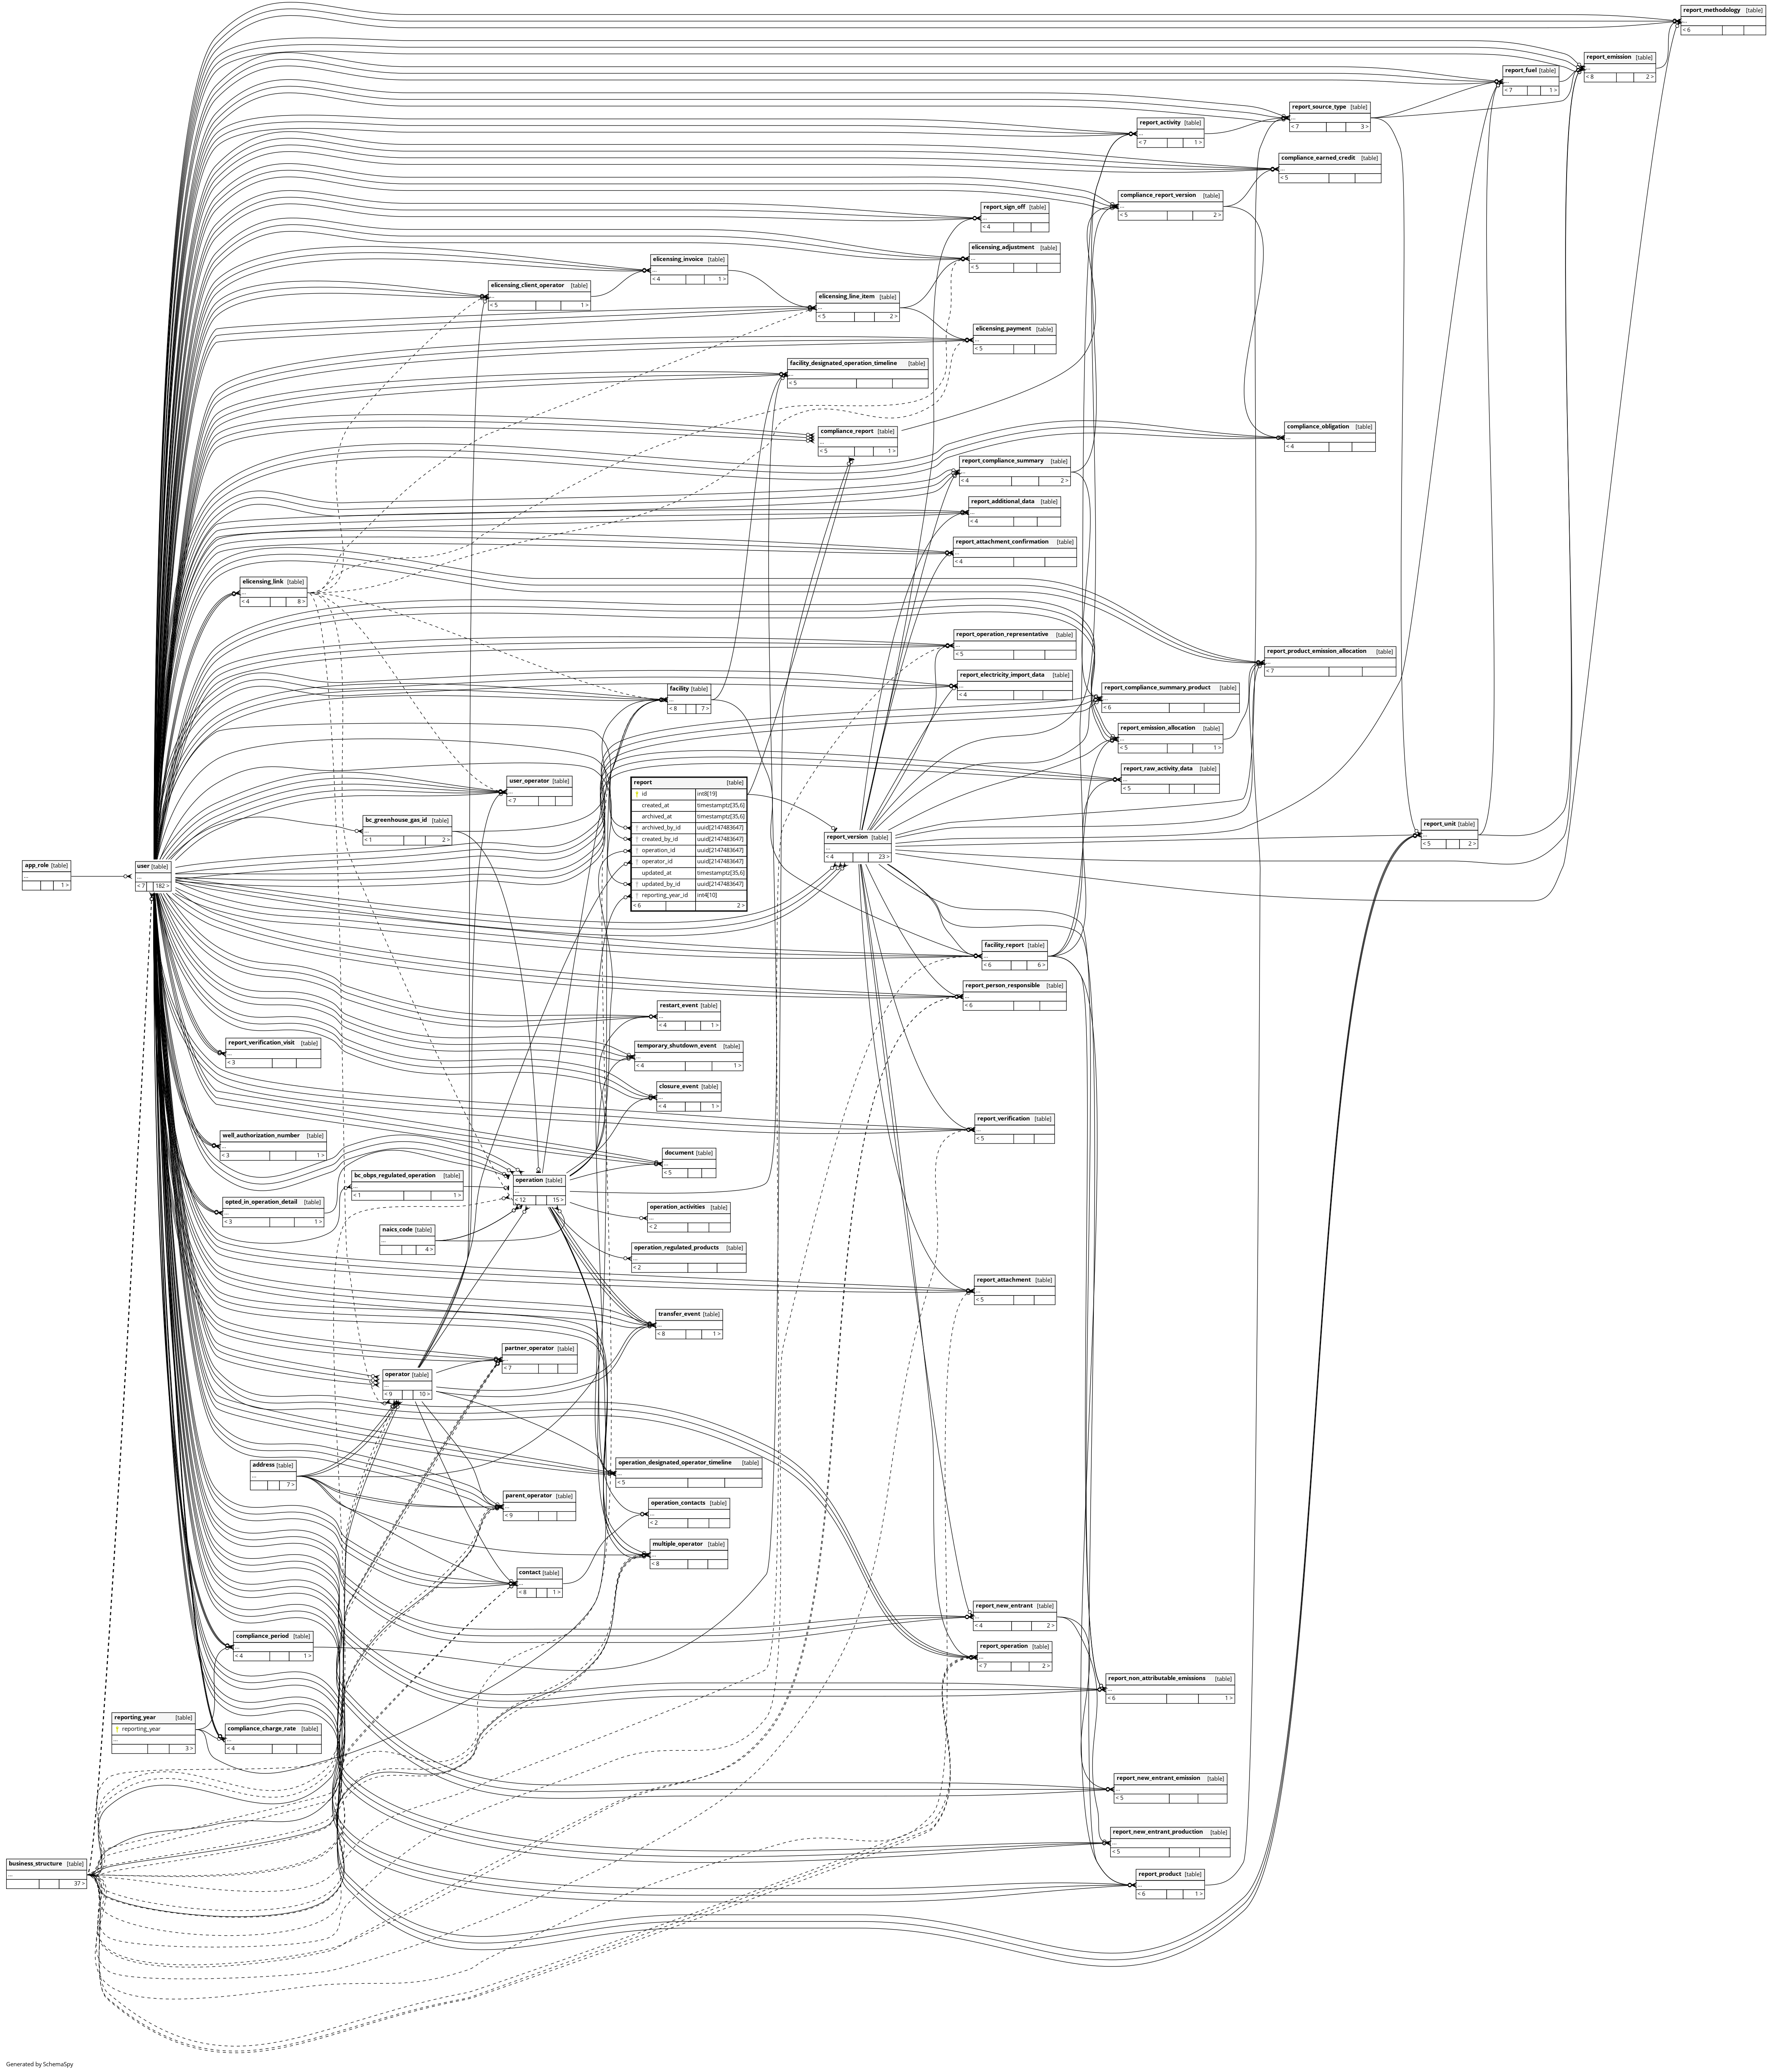 report_methodology [table]
...
< 6
report_emission [table]
...
< 8 2 >
report_fuel [table]
...
< 7 1 >
report_source_type [table]
...
< 7 3 >
report_activity [table]
...
< 7 1 >
compliance_earned_credit [table]
...
< 5
compliance_report_version [table]
...
< 5 2 >
report_sign_off [table]
...
< 4
elicensing_adjustment [table]
...
< 5
elicensing_invoice [table]
...
< 4 1 >
elicensing_client_operator [table]
...
< 5 1 >
elicensing_line_item [table]
...
< 5 2 >
elicensing_payment [table]
...
< 5
facility_designated_operation_timeline [table]
...
< 5
compliance_obligation [table]
...
< 4
compliance_report [table]
...
< 5 1 >
report_compliance_summary [table]
...
< 4 2 >
report_additional_data [table]
...
< 4
report_attachment_confirmation [table]
...
< 4
elicensing_link [table]
...
< 4 8 >
report_operation_representative [table]
...
< 5
report_product_emission_allocation [table]
...
< 7
report_electricity_import_data [table]
...
< 4
facility [table]
...
< 8 7 >
report_compliance_summary_product [table]
...
< 6
report_emission_allocation [table]
...
< 5 1 >
report_raw_activity_data [table]
...
< 5
user_operator [table]
...
< 7
report [table]
id int8[19]
created_at timestamptz[35,6]
archived_at timestamptz[35,6]
archived_by_id uuid[2147483647]
created_by_id uuid[2147483647]
operation_id uuid[2147483647]
operator_id uuid[2147483647]
updated_at timestamptz[35,6]
updated_by_id uuid[2147483647]
reporting_year_id int4[10]
< 6 2 >
bc_greenhouse_gas_id [table]
...
< 1 2 >
report_unit [table]
...
< 5 2 >
report_version [table]
...
< 4 23 >
app_role [table]
...
1 >
user [table]
...
< 7 182 >
facility_report [table]
...
< 6 6 >
report_person_responsible [table]
...
< 6
restart_event [table]
...
< 4 1 >
report_verification_visit [table]
...
< 3
temporary_shutdown_event [table]
...
< 4 1 >
closure_event [table]
...
< 4 1 >
report_verification [table]
...
< 5
well_authorization_number [table]
...
< 3 1 >
document [table]
...
< 5
bc_obps_regulated_operation [table]
...
< 1 1 >
operation [table]
...
< 12 15 >
opted_in_operation_detail [table]
...
< 3 1 >
operation_activities [table]
...
< 2
naics_code [table]
...
4 >
operation_regulated_products [table]
...
< 2
report_attachment [table]
...
< 5
transfer_event [table]
...
< 8 1 >
partner_operator [table]
...
< 7
operator [table]
...
< 9 10 >
address [table]
...
7 >
operation_designated_operator_timeline [table]
...
< 5
parent_operator [table]
...
< 9
operation_contacts [table]
...
< 2
multiple_operator [table]
...
< 8
contact [table]
...
< 8 1 >
report_new_entrant [table]
...
< 4 2 >
compliance_period [table]
...
< 4 1 >
report_operation [table]
...
< 7 2 >
report_non_attributable_emissions [table]
...
< 6 1 >
reporting_year [table]
reporting_year
...
3 >
compliance_charge_rate [table]
...
< 4
report_new_entrant_emission [table]
...
< 5
report_new_entrant_production [table]
...
< 5
business_structure [table]
...
37 >
report_product [table]
...
< 6 1 >
Generated by SchemaSpy